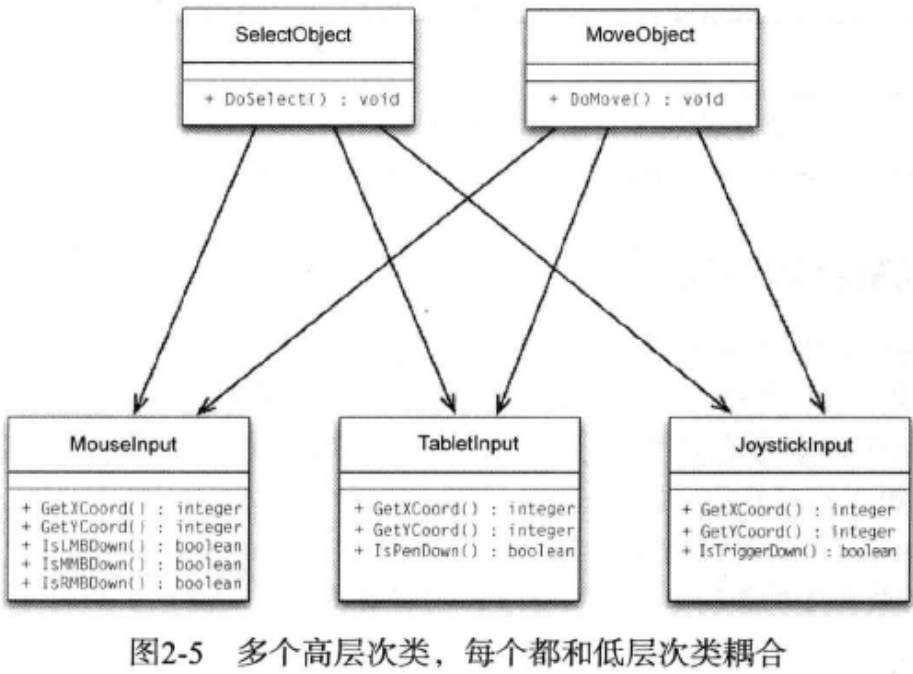 SelectObject
+ DoSelect() : void
MoveObject
+ DoMove() : void
MouseInput
+ GetXCoord() : integer
+ GetYCoord() : integer
+ IsLMBDown() : boolean
+ IsMMBDown() : boolean
+ IsRMBDown() : boolean
TabletInput
+ GetXCoord() : integer
+ GetYCoord() : integer
+ IsPenDown() : boolean
JoystickInput
+ GetXCoord() : integer
+ GetYCoord() : integer
+ IsTriggerDown() : boolean
图2-5 多个高层次类，每个都和低层次类耦合